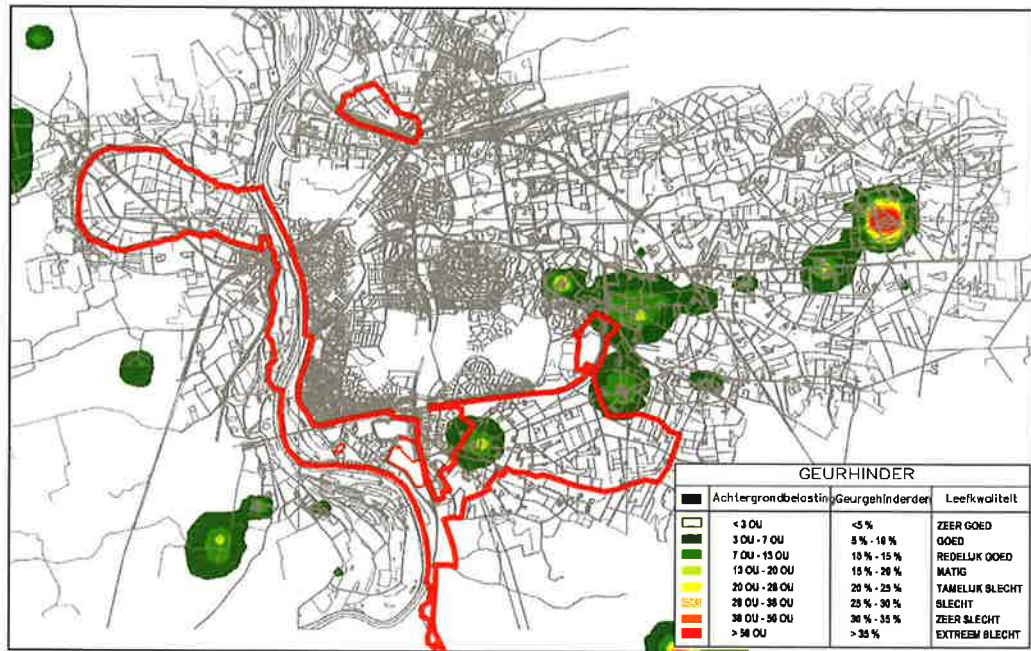 GEURHINDER
Achtergrondbelastin Geurgehinderden Leefkwaliteit
< 3 OU <5 % ZEER GOED
3 OU - 7 OU 5 % - 10 % GOED
7 OU - 13 OU 10 % - 15 % REDELIJK GOED
13 OU - 20 OU 15 % - 20 % MATIG
20 OU - 28 OU 20 % - 25 % TAMELIJK SLECHT
28 OU - 38 OU 25 % - 30 % SLECHT
38 OU - 50 OU 30 % - 35 % ZEER SLECHT
> 50 OU > 35 % EXTREEM SLECHT